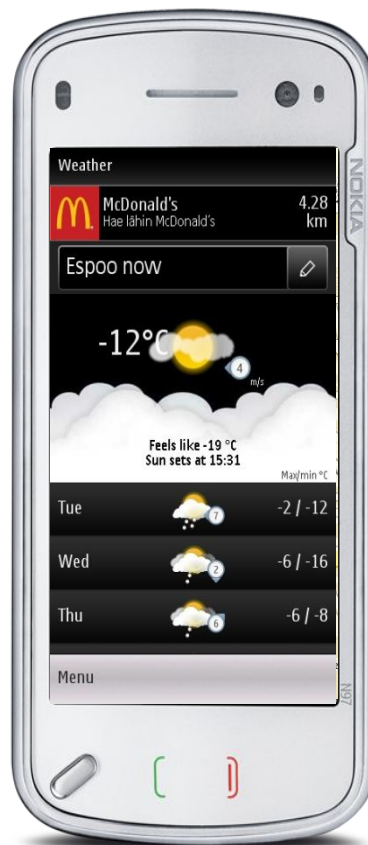 NOKIA
Weather
McDonald's 4.28
Hae lähin McDonald's km
Espoo now
-12°C
4
m/s
Feels like -19 °C
Sun sets at 15:31
Max/min °C
Tue 7 -2 / -12
Wed 2 -6 / -16
Thu 6 -6 / -8
Menu
N97